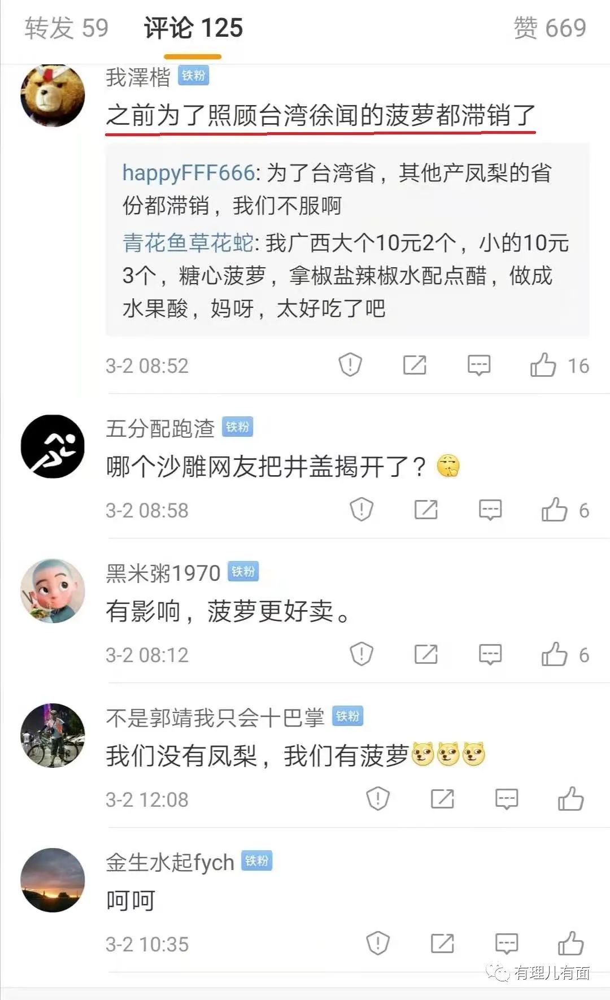 转发 59 评论 125 赞 669
我澤楷 铁粉
之前为了照顾台湾徐闻的菠萝都滞销了
happyFFF666: 为了台湾省，其他产凤梨的省
份都滞销，我们不服啊
青花鱼草花蛇: 我广西大个10元2个，小的10元
3个，糖心菠萝，拿椒盐辣椒水配点醋，做成
水果酸，妈呀，太好吃了吧
3-2 08:52 16
五分配跑渣 铁粉
哪个沙雕网友把井盖揭开了？
3-2 08:58 6
黑米粥1970 铁粉
有影响，菠萝更好卖。
3-2 08:12 6
不是郭靖我只会十巴掌 铁粉
我们没有凤梨，我们有菠萝
3-2 12:08
金生水起fych 铁粉
呵呵
3-2 10:35
有理儿有面